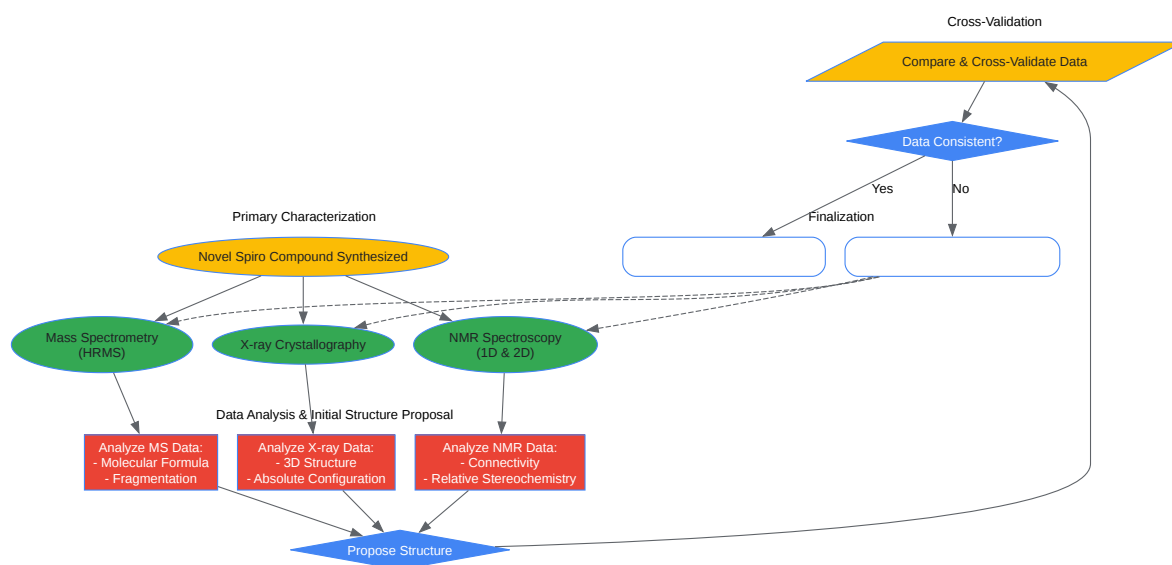 Cross-Validation
Compare & Cross-Validate Data
Data Consistent?
Yes
No
Primary Characterization
Finalization
Novel Spiro Compound Synthesized
Mass Spectrometry
(HRMS)
X-ray Crystallography
NMR Spectroscopy
(1D & 2D)
Data Analysis & Initial Structure Proposal
Analyze MS Data:
- Molecular Formula
- Fragmentation
Analyze X-ray Data:
- 3D Structure
- Absolute Configuration
Analyze NMR Data:
- Connectivity
- Relative Stereochemistry
Propose Structure